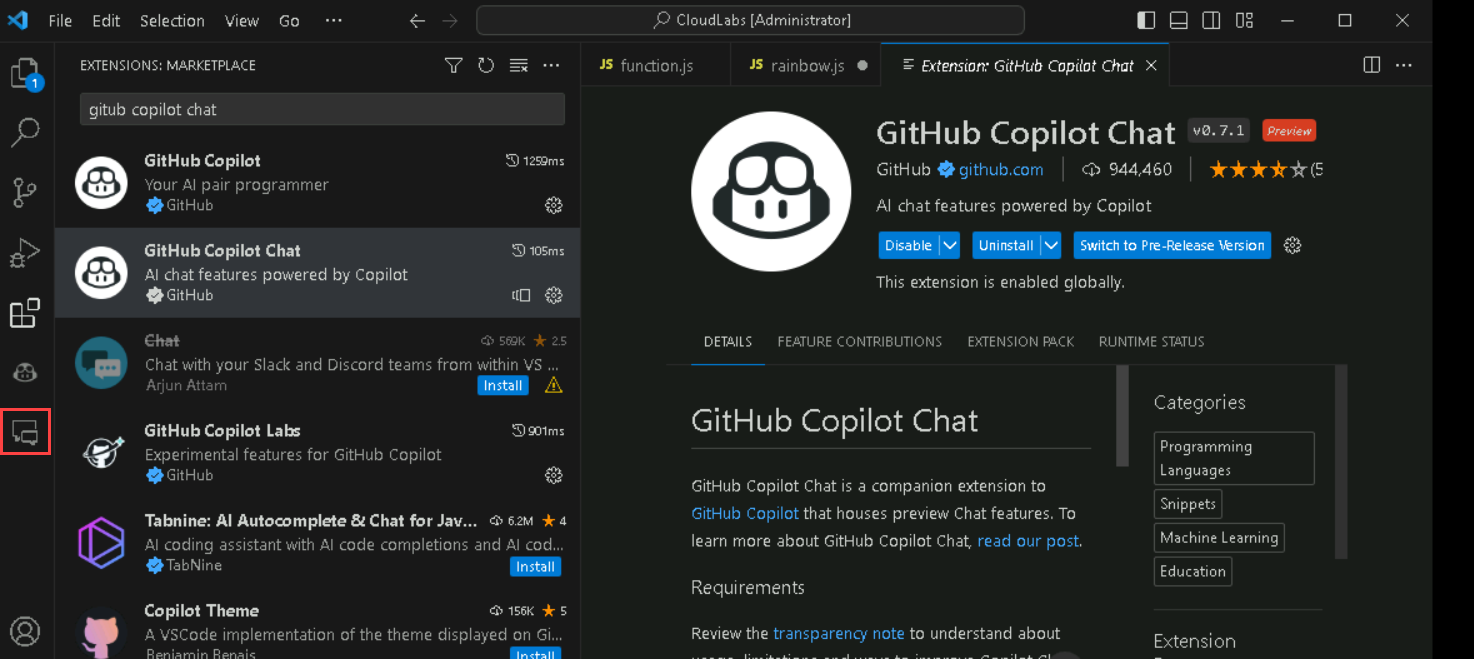 File Edit Selection View Go ···
CloudLabs [Administrator]
1
EXTENSIONS: MARKETPLACE
gitub copilot chat
GitHub Copilot 1259ms
Your AI pair programmer
GitHub
GitHub Copilot Chat 105ms
AI chat features powered by Copilot
GitHub
Chat 569K 2.5
Chat with your Slack and Discord teams from within VS ...
Arjun Attam Install
GitHub Copilot Labs 901ms
Experimental features for GitHub Copilot
GitHub
Tabnine: AI Autocomplete & Chat for Jav... 6.2M 4
AI coding assistant with AI code completions and AI cod...
TabNine Install
Copilot Theme 156K 5
A VSCode implementation of the theme displayed on Gi...
Benjamin Benais Install
JS function.js JS rainbow.js Extension: GitHub Copilot Chat
GitHub Copilot Chat v0.7.1 Preview
GitHub github.com 944,460 (5
AI chat features powered by Copilot
Disable Uninstall Switch to Pre-Release Version
This extension is enabled globally.
DETAILS FEATURE CONTRIBUTIONS EXTENSION PACK RUNTIME STATUS
GitHub Copilot Chat
GitHub Copilot Chat is a companion extension to
GitHub Copilot that houses preview Chat features. To
learn more about GitHub Copilot Chat, read our post.
Requirements
Review the transparency note to understand about
usage, limitations and ways to improve Copilot
Categories
Programming
Languages
Snippets
Machine Learning
Education
Extension